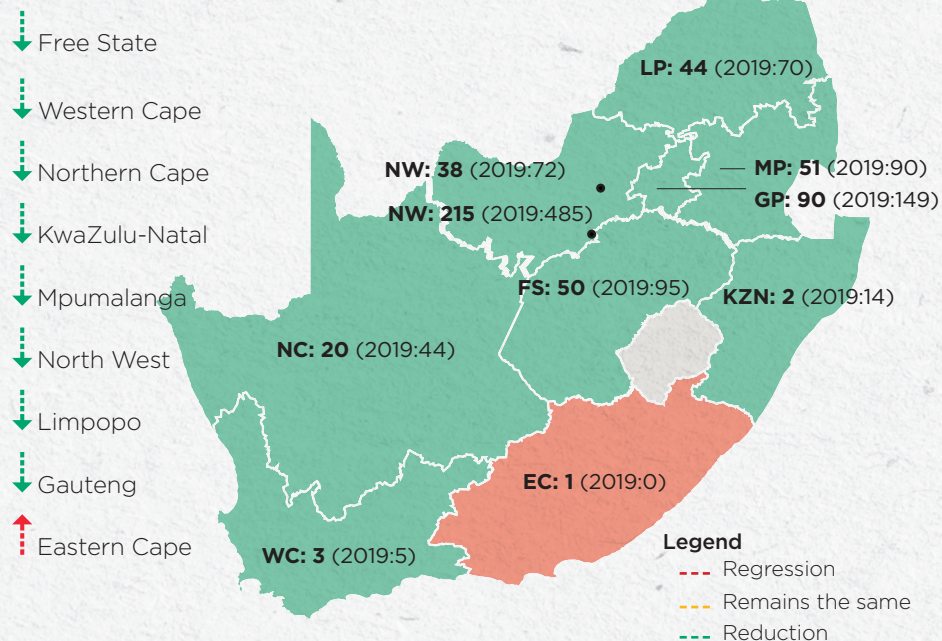 Free State
Western Cape
Northern Cape
KwaZulu-Natal
Mpumalanga
North West
Limpopo
Gauteng
Eastern Cape
LP: 44 (2019:70)
NW: 38 (2019:72)
MP: 51 (2019:90)
GP: 90 (2019:149)
NW: 215 (2019:485)
FS: 50 (2019:95)
KZN: 2 (2019:14)
NC: 20 (2019:44)
EC: 1 (2019:0)
WC: 3 (2019:5)
Legend
Regression
Remains the same
Reduction